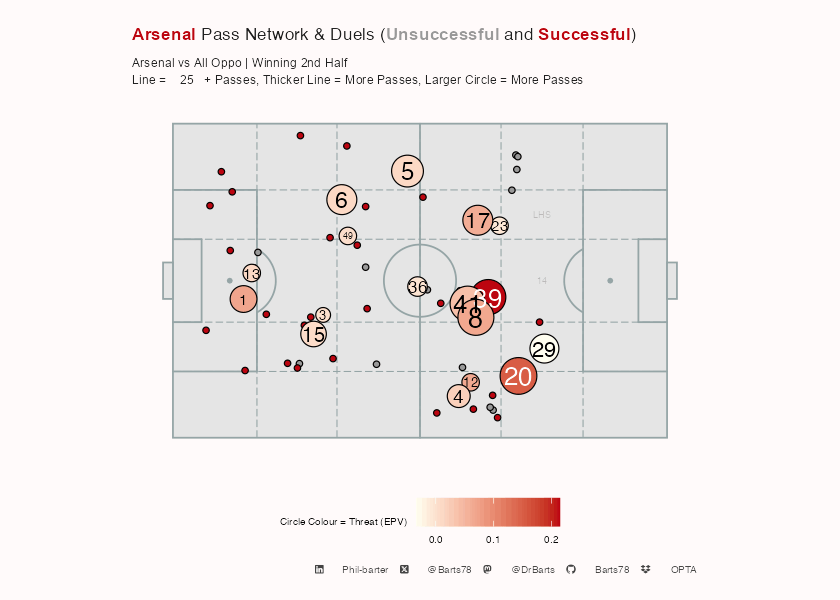 Arsenal Pass Network & Duels (Unsuccessful and Successful)
Arsenal vs All Oppo | Winning 2nd Half
Line = 25 + Passes, Thicker Line = More Passes, Larger Circle = More Passes
5
6
17
23
LHS
49
13
36
14
1
39
41
8
3
15
29
20
12
4
Circle Colour = Threat (EPV)
0.0 0.1 0.2
Phil-barter @Barts78 @DrBarts Barts78 OPTA